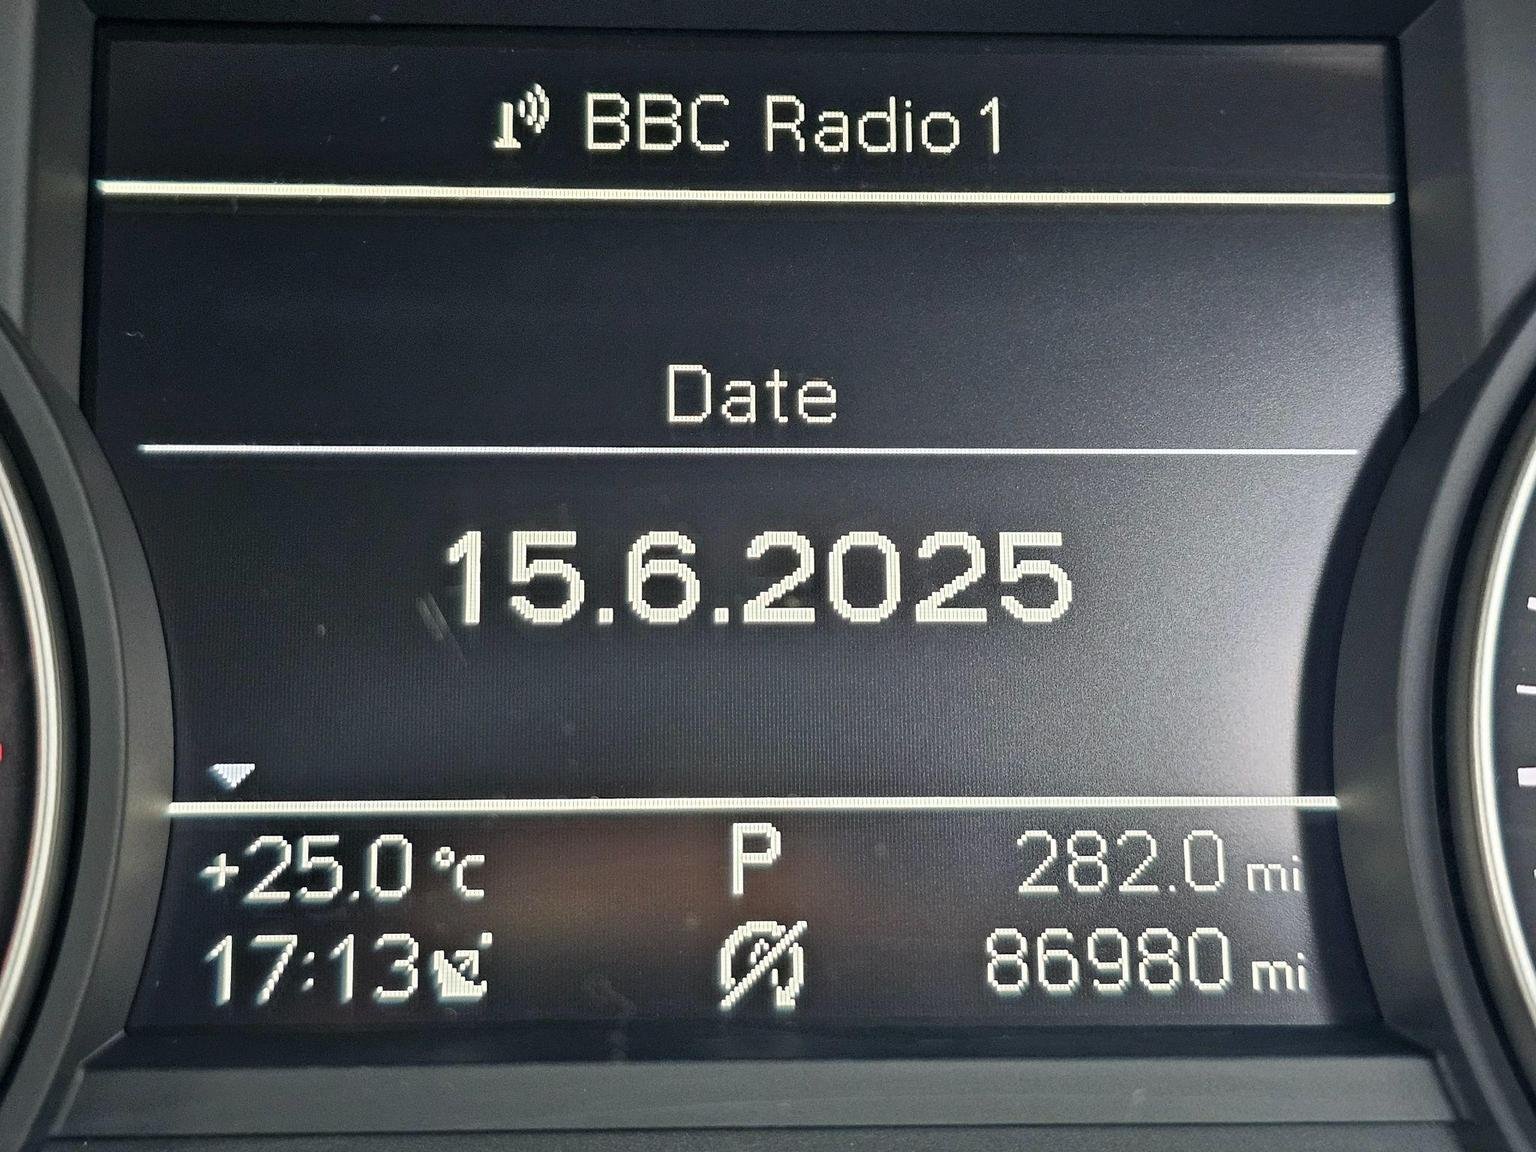 BBC Radio 1
Date
15.6.2025
+25.0 °C P 282.0 mi
17:13 86980 mi